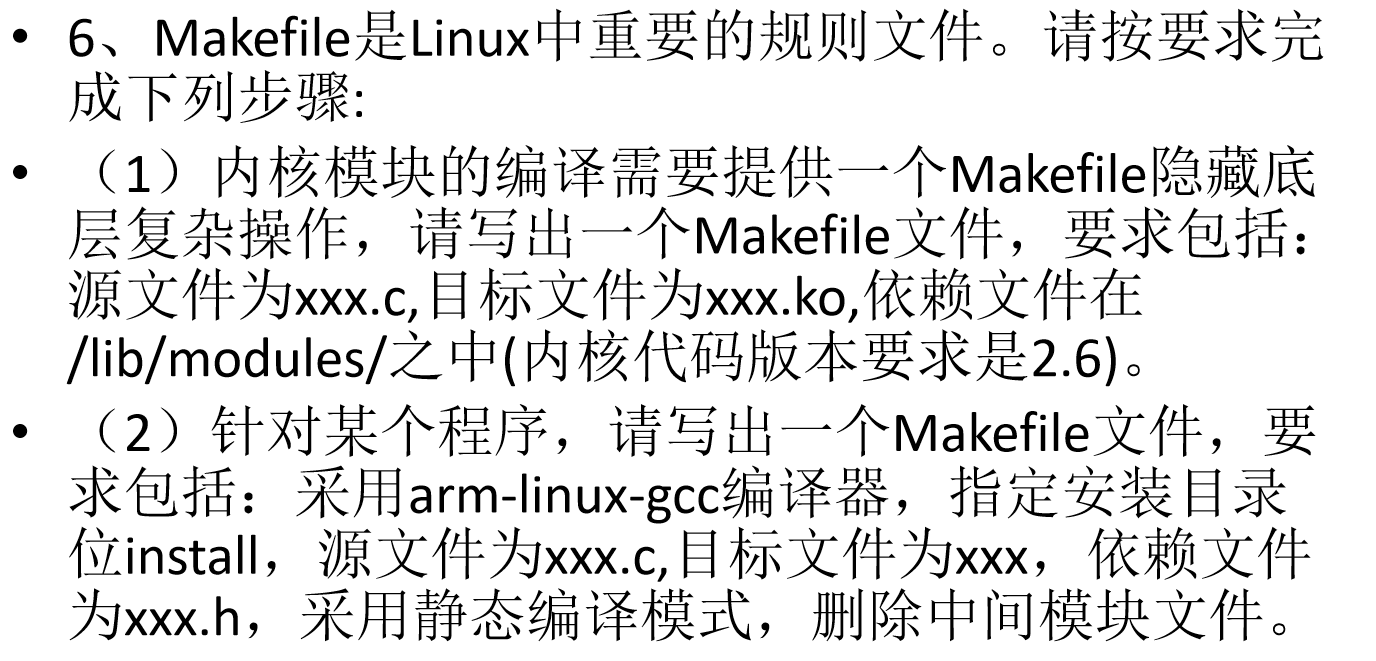 • 6、Makefile是Linux中重要的规则文件。请按要求完
成下列步骤:
• （1）内核模块的编译需要提供一个Makefile隐藏底
层复杂操作，请写出一个Makefile文件，要求包括：
源文件为xxx.c,目标文件为xxx.ko,依赖文件在
/lib/modules/之中(内核代码版本要求是2.6)。
• （2）针对某个程序，请写出一个Makefile文件，要
求包括：采用arm-linux-gcc编译器，指定安装目录
位install，源文件为xxx.c,目标文件为xxx，依赖文件
为xxx.h，采用静态编译模式，删除中间模块文件。